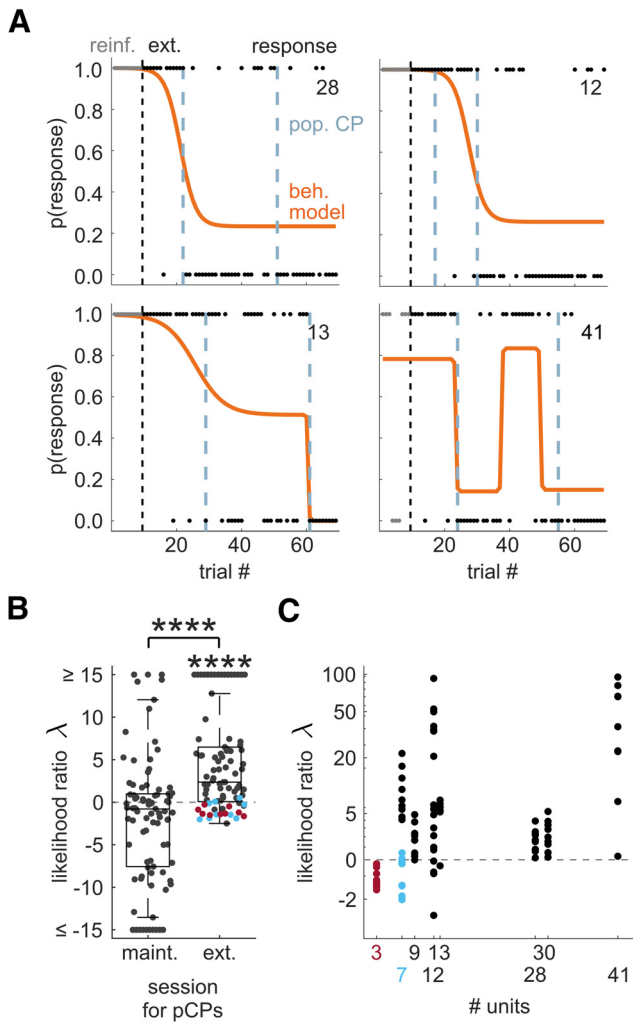 A
reinf. ext. response
1.0
0.8
0.6
0.4
0.2
0.0
p(response)
28
pop. CP
beh.
model
12
1.0
0.8
0.6
0.4
0.2
0.0
p(response)
13
41
20 40 60
trial #
20 40 60
trial #
B
****
****
≥ 15
10
5
0
-5
-10
≤ -15
likelihood ratio λ
maint. ext.
session
for pCPs
C
100
50
20
5
0
-2
likelihood ratio λ
3 9 13 30
7 12 28 41
# units